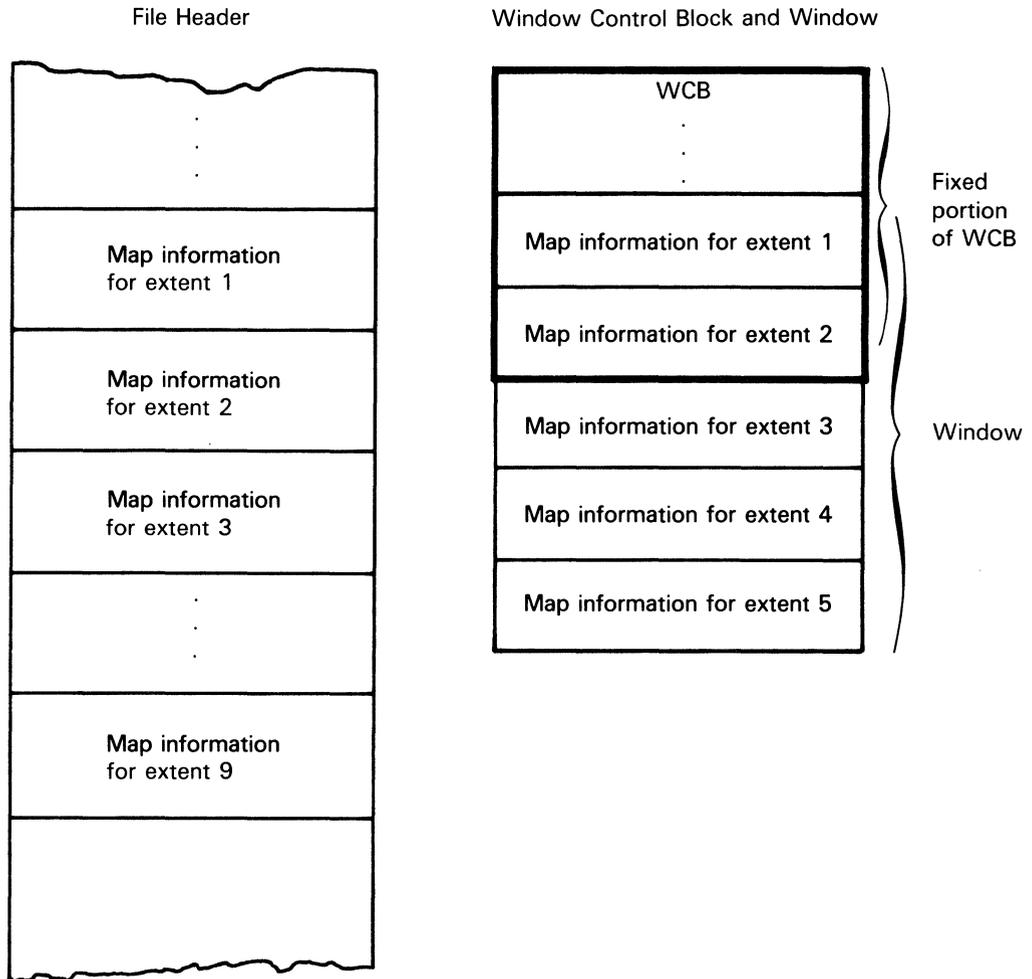 File Header
Map information
for extent 1
Map information
for extent 2
Map information
for extent 3
Map information
for extent 9
Window Control Block and Window
WCB
Map information for extent 1
Map information for extent 2
Map information for extent 3
Map information for extent 4
Map information for extent 5
Fixed
portion
of WCB
Window